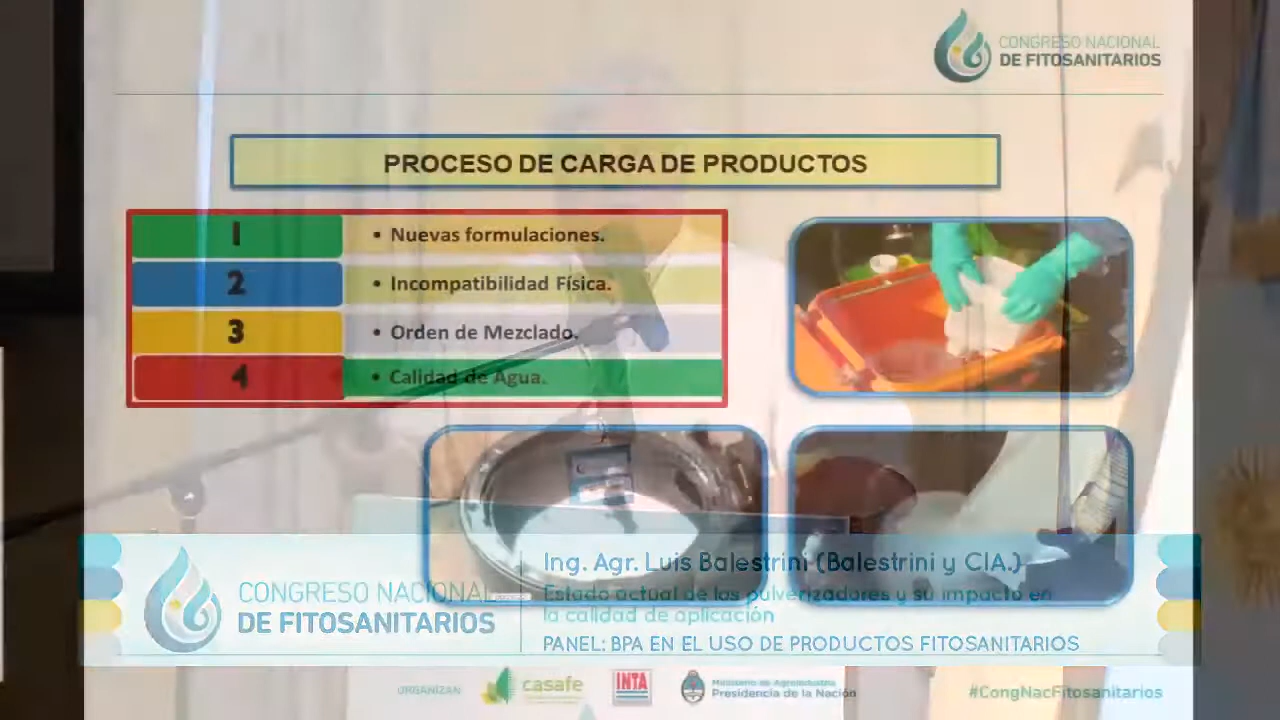 CONGRESO NACIONAL
DE FITOSANITARIOS
PROCESO DE CARGA DE PRODUCTOS
1 • Nuevas formulaciones.
2 • Incompatibilidad Física.
3 • Orden de Mezclado.
4 • Calidad de Agua.
CONGRESO NACIONAL
DE FITOSANITARIOS
Ing. Agr. Luis Balestrini (Balestrini y CIA.)
Estado actual de los pulverizadores y su impacto en
la calidad de aplicación
PANEL: BPA EN EL USO DE PRODUCTOS FITOSANITARIOS
ORGANIZAN
casafe
INTA
Ministerio de Agroindustria
Presidencia de la Nación
#CongNacFitosanitarios